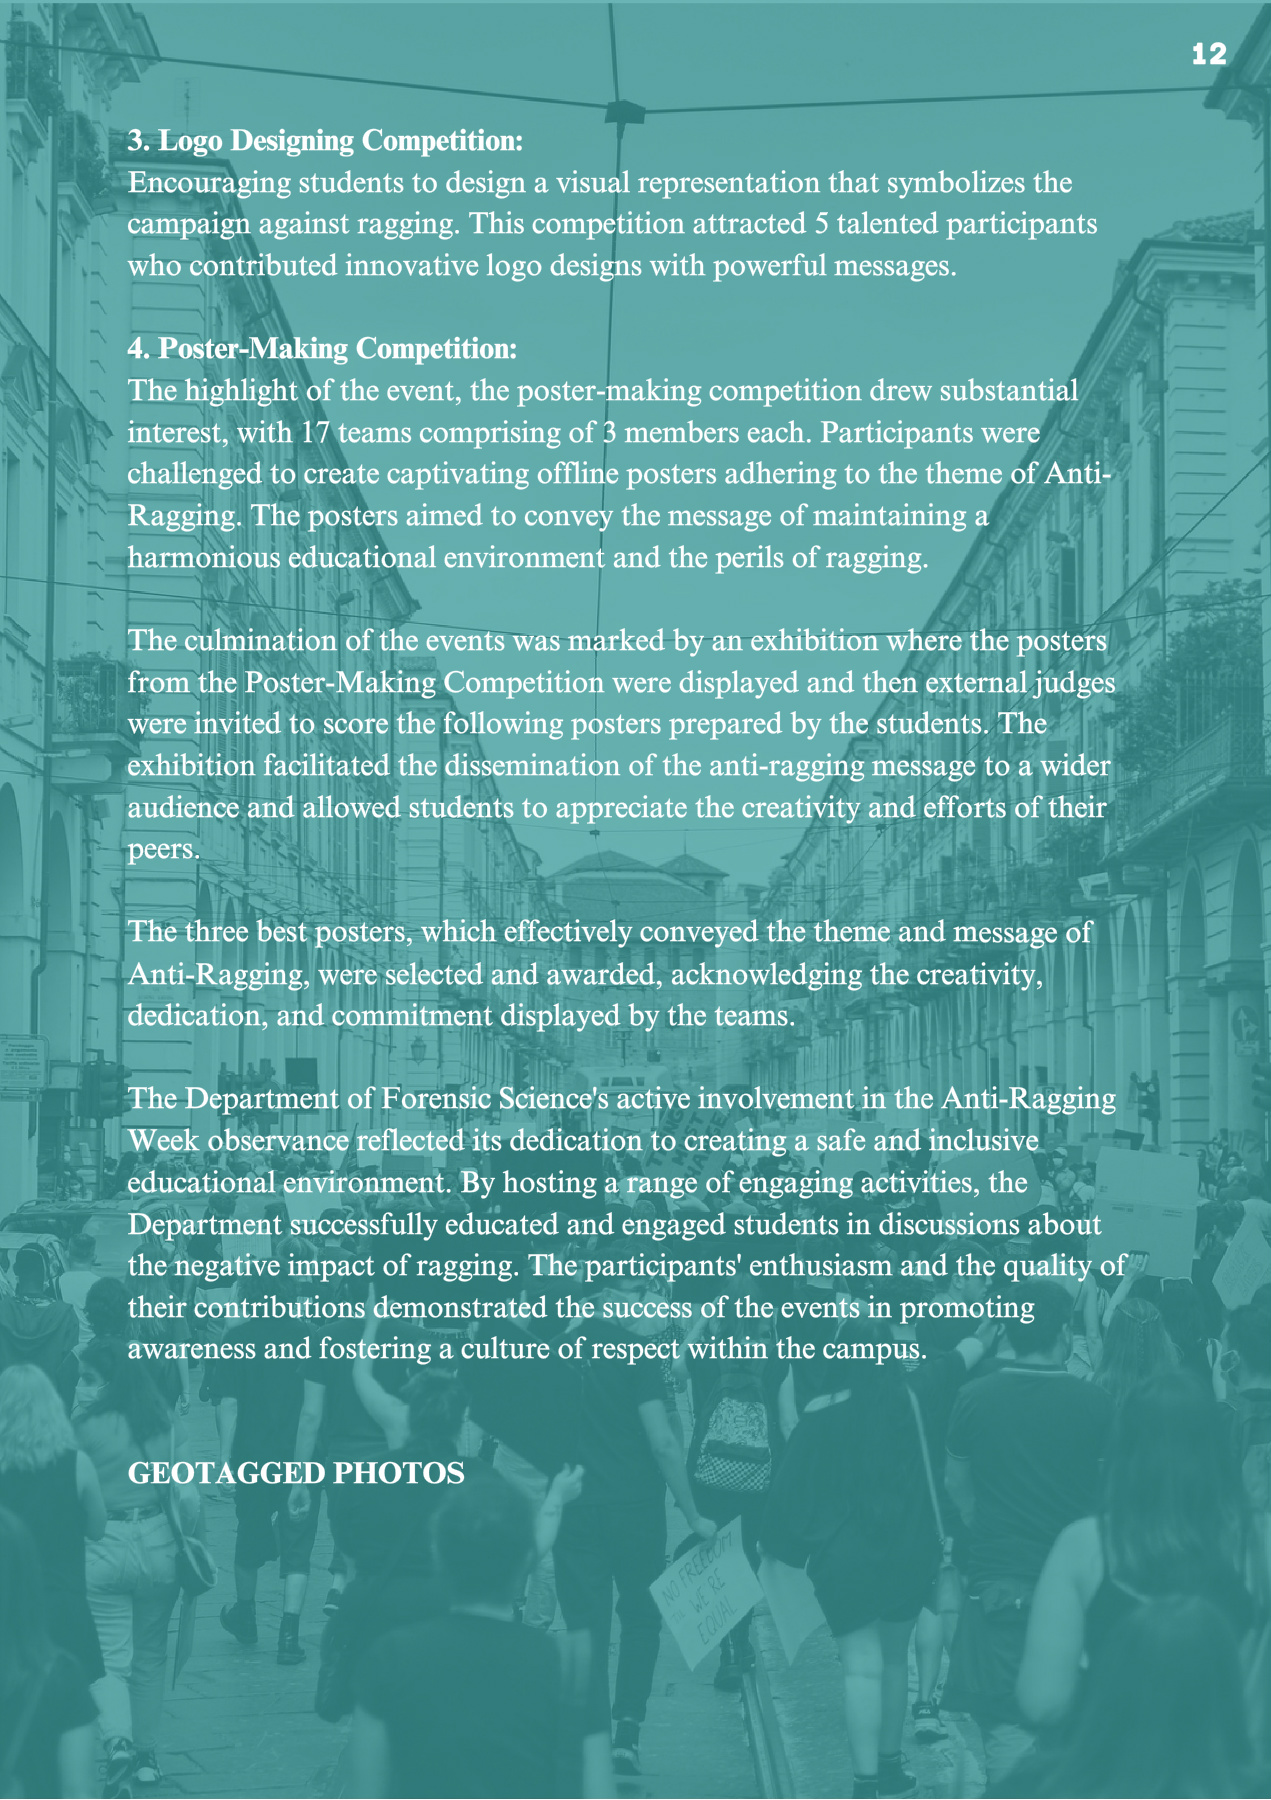 12
3. Logo Designing Competition:
Encouraging students to design a visual representation that symbolizes the
campaign against ragging. This competition attracted 5 talented participants
who contributed innovative logo designs with powerful messages.
4. Poster-Making Competition:
The highlight of the event, the poster-making competition drew substantial
interest, with 17 teams comprising of 3 members each. Participants were
challenged to create captivating offline posters adhering to the theme of Anti-
Ragging. The posters aimed to convey the message of maintaining a
harmonious educational environment and the perils of ragging.
The culmination of the events was marked by an exhibition where the posters
from the Poster-Making Competition were displayed and then external judges
were invited to score the following posters prepared by the students. The
exhibition facilitated the dissemination of the anti-ragging message to a wider
audience and allowed students to appreciate the creativity and efforts of their
peers.
The three best posters, which effectively conveyed the theme and message of
Anti-Ragging, were selected and awarded, acknowledging the creativity,
dedication, and commitment displayed by the teams.
The Department of Forensic Science's active involvement in the Anti-Ragging
Week observance reflected its dedication to creating a safe and inclusive
educational environment. By hosting a range of engaging activities, the
Department successfully educated and engaged students in discussions about
the negative impact of ragging. The participants' enthusiasm and the quality of
their contributions demonstrated the success of the events in promoting
awareness and fostering a culture of respect within the campus.
GEOTAGGED PHOTOS
NO FREEDOM
WE'RE
EQUAL